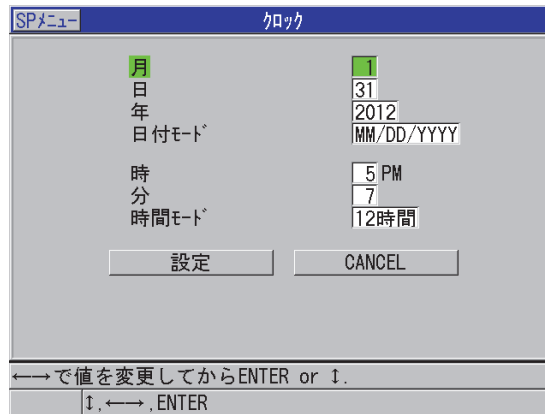 SPﾒﾆｭｰ ｸﾛｯｸ
月 1
日 31
年 2012
日付ﾓｰﾄﾞ MM/DD/YYYY
時 5 PM
分 7
時間ﾓｰﾄﾞ 12時間
設定 CANCEL
←→で値を変更してからENTER or ↕.
↕,←→,ENTER